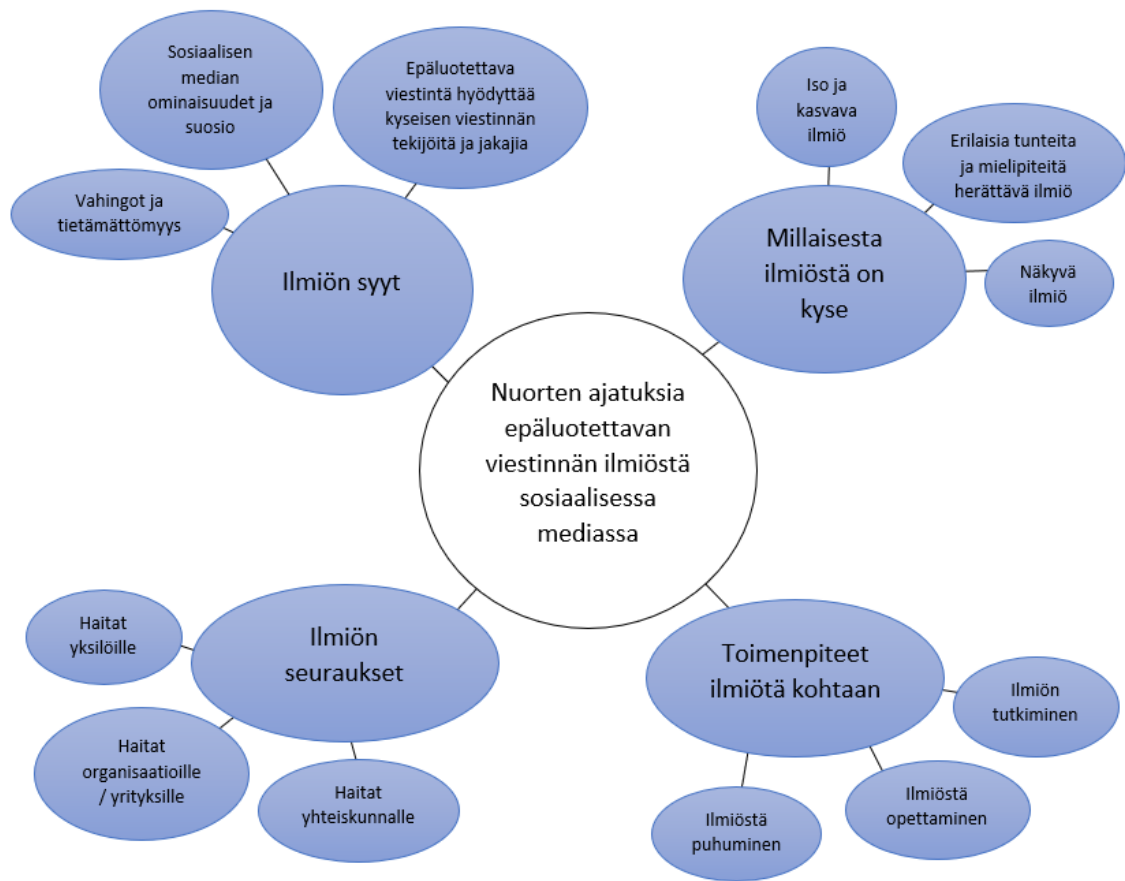 Sosiaalisen
median
ominaisuudet ja
suosio
Epäluotettava
viestintä hyödyttää
kyseisen viestinnän
tekijöitä ja jakajia
Vahingot ja
tietämättömyys
Ilmiön syyt
Iso ja
kasvava
ilmiö
Erilaisia tunteita
ja mielipiteitä
herättävä ilmiö
Näkyvä
ilmiö
Millaisesta
ilmiöstä on
kyse
Nuorten ajatuksia
epäluotettavan
viestinnän ilmiöstä
sosiaalisessa
mediassa
Ilmiön
seuraukset
Haitat
yksilöille
Haitat
organisaatioille
/ yrityksille
Haitat
yhteiskunnalle
Toimenpiteet
ilmiötä kohtaan
Ilmiön
tutkiminen
Ilmiöstä
opettaminen
Ilmiöstä
puhuminen